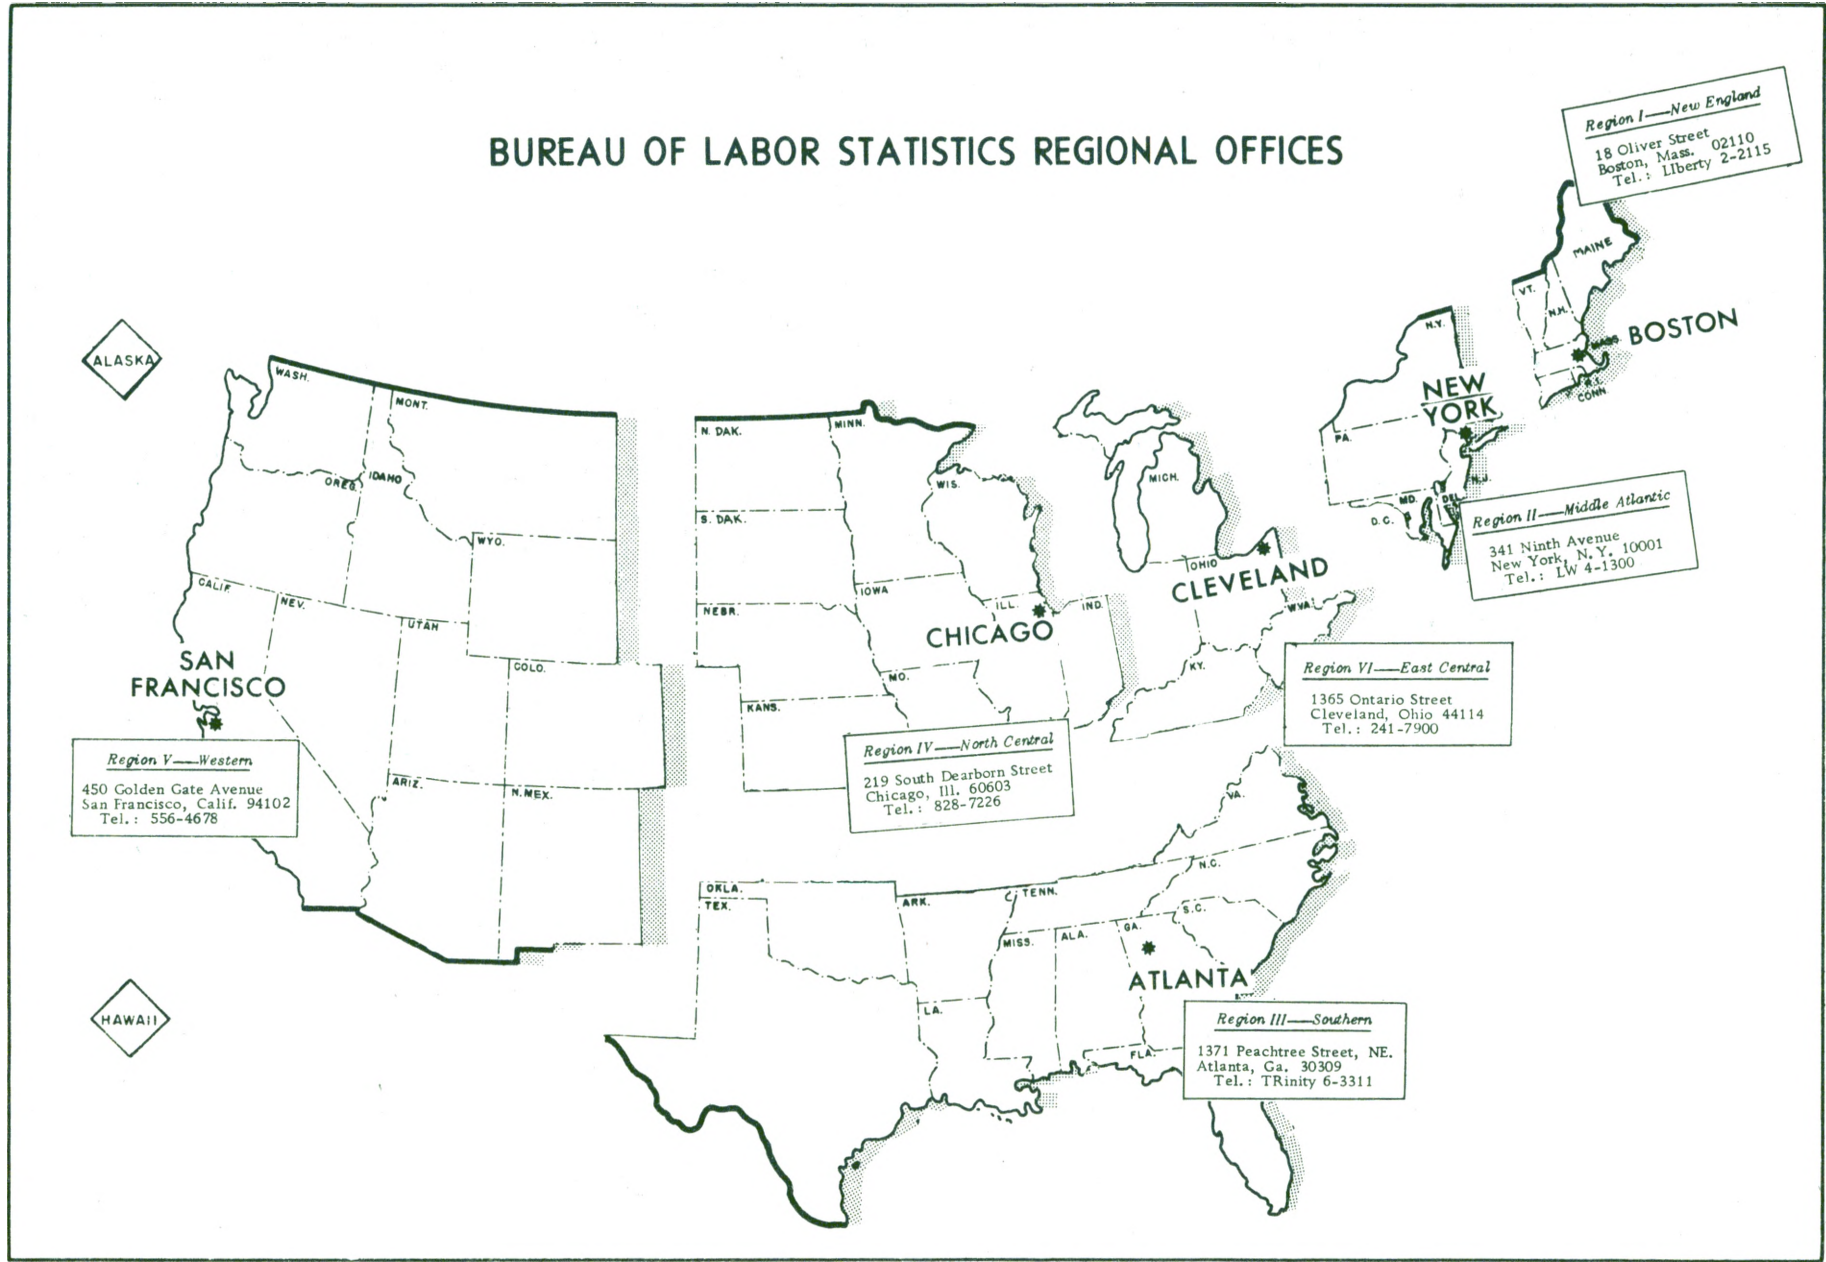 BUREAU OF LABOR STATISTICS REGIONAL OFFICES
Region I—New England
18 Oliver Street
Boston, Mass. 02110
Tel.: LIberty 2-2115
MAINE
VT.
N.H.
MASS.
BOSTON
R.I.
CONN
N.Y.
NEW
YORK
PA.
N.J.
MD.
DEL.
D.C.
Region II—Middle Atlantic
341 Ninth Avenue
New York, N.Y. 10001
Tel.: LW 4-1300
ALASKA
WASH.
MONT.
OREG.
IDAHO
WYO.
CALIF.
NEV.
UTAH
COLO.
SAN
FRANCISCO
Region V—Western
450 Golden Gate Avenue
San Francisco, Calif. 94102
Tel.: 556-4678
ARIZ.
N.MEX.
HAWAII
N. DAK.
MINN.
S. DAK.
WIS.
NEBR.
IOWA
ILL.
IND.
CHICAGO
MO.
KANS.
Region IV—North Central
219 South Dearborn Street
Chicago, Ill. 60603
Tel.: 828-7226
MICH.
OHIO
CLEVELAND
W.VA.
KY.
Region VI—East Central
1365 Ontario Street
Cleveland, Ohio 44114
Tel.: 241-7900
VA.
N.C.
OKLA.
TEX.
ARK.
TENN.
S.C.
MISS.
ALA.
GA.
ATLANTA
LA.
FLA.
Region III—Southern
1371 Peachtree Street, NE.
Atlanta, Ga. 30309
Tel.: TRinity 6-3311